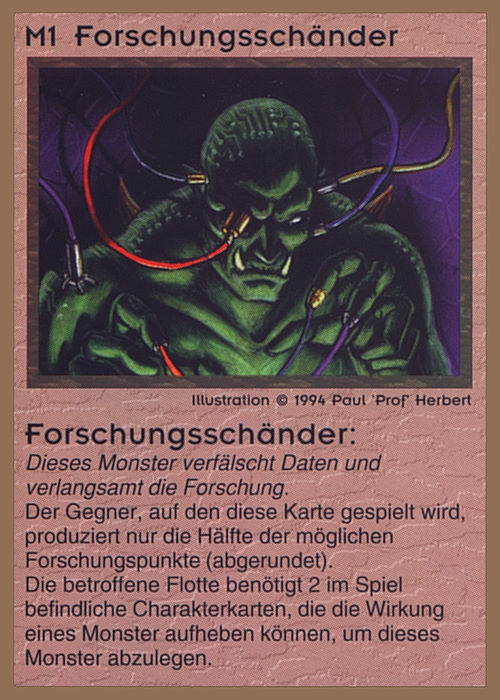 M1 Forschungsschänder
Illustration © 1994 Paul 'Prof' Herbert
Forschungsschänder:
Dieses Monster verfälscht Daten und
verlangsamt die Forschung.
Der Gegner, auf den diese Karte gespielt wird,
produziert nur die Hälfte der möglichen
Forschungspunkte (abgerundet).
Die betroffene Flotte benötigt 2 im Spiel
befindliche Charakterkarten, die die Wirkung
eines Monster aufheben können, um dieses
Monster abzulegen.